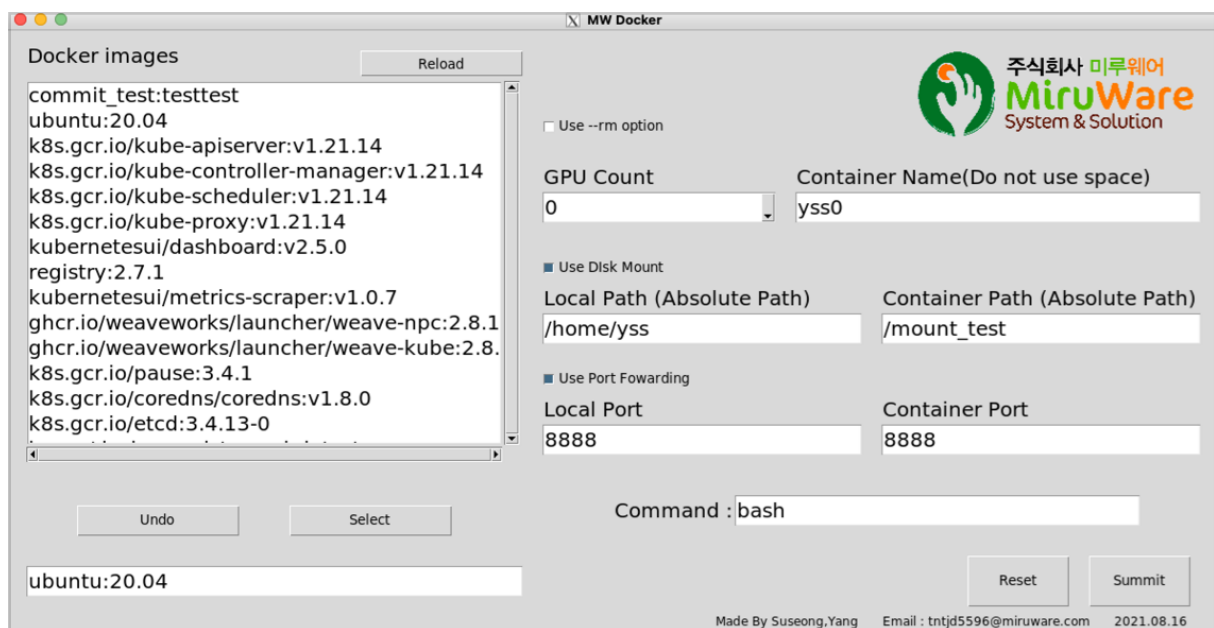 MW Docker
Docker images
Reload
commit_test:testtest
ubuntu:20.04
k8s.gcr.io/kube-apiserver:v1.21.14
k8s.gcr.io/kube-controller-manager:v1.21.14
k8s.gcr.io/kube-scheduler:v1.21.14
k8s.gcr.io/kube-proxy:v1.21.14
kubernetesui/dashboard:v2.5.0
registry:2.7.1
kubernetesui/metrics-scraper:v1.0.7
ghcr.io/weaveworks/launcher/weave-npc:2.8.1
ghcr.io/weaveworks/launcher/weave-kube:2.8.
k8s.gcr.io/pause:3.4.1
k8s.gcr.io/coredns/coredns:v1.8.0
k8s.gcr.io/etcd:3.4.13-0
Undo
Select
ubuntu:20.04
주식회사 미루웨어
MiruWare
System & Solution
Use --rm option
GPU Count
Container Name(Do not use space)
0
yss0
Use DIsk Mount
Local Path (Absolute Path)
Container Path (Absolute Path)
/home/yss
/mount_test
Use Port Fowarding
Local Port
Container Port
8888
8888
Command : bash
Reset
Summit
Made By Suseong,Yang Email : tntjd5596@miruware.com 2021.08.16